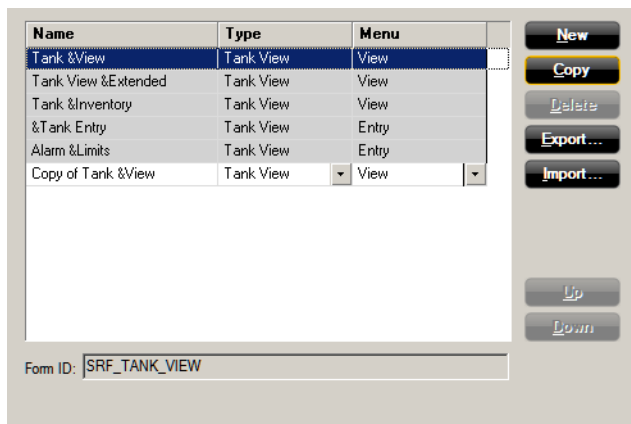 Name Type Menu
Tank &View Tank View View
Tank View &Extended Tank View View
Tank &Inventory Tank View View
&Tank Entry Tank View Entry
Alarm &Limits Tank View Entry
Copy of Tank &View Tank View View
New
Copy
Delete
Export...
Import...
Up
Down
Form ID: SRF_TANK_VIEW